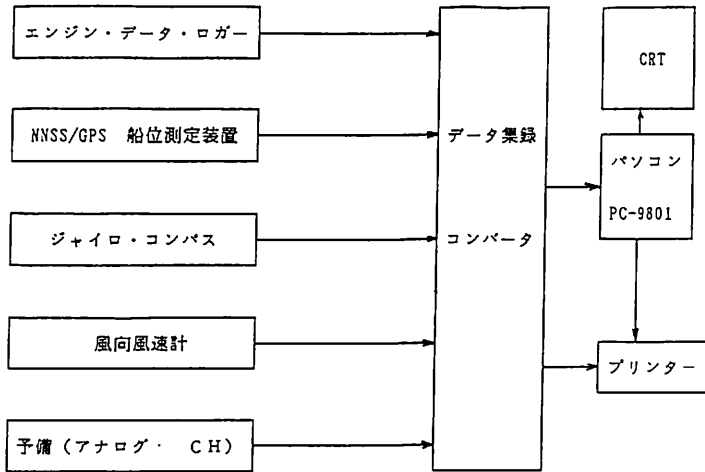 エンジン・データ・ロガー
NNSS/GPS 船位測定装置
ジャイロ・コンパス
風向風速計
予備(アナログ・ CH)
データ集録
コンバータ
CRT
パソコン
PC-9801
プリンター